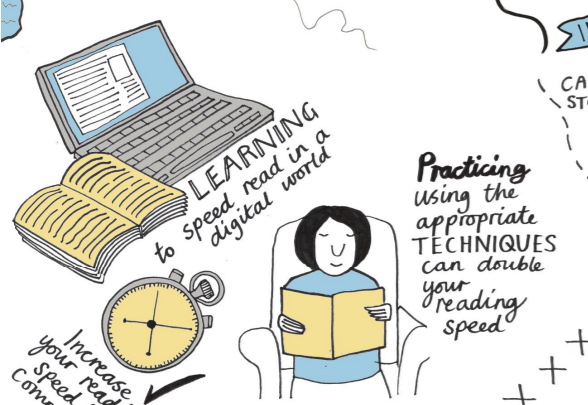 LEARNING
to speed read in a
digital world
Practicing
using the
appropriate
TECHNIQUES
can double
your
reading
speed
Increase
your
speed